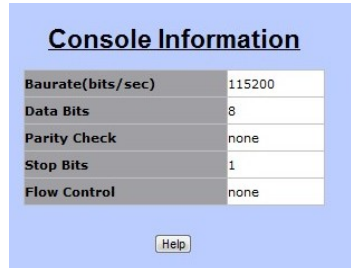 Console Information
Baurate(bits/sec) 115200
Data Bits 8
Parity Check none
Stop Bits 1
Flow Control none
Help